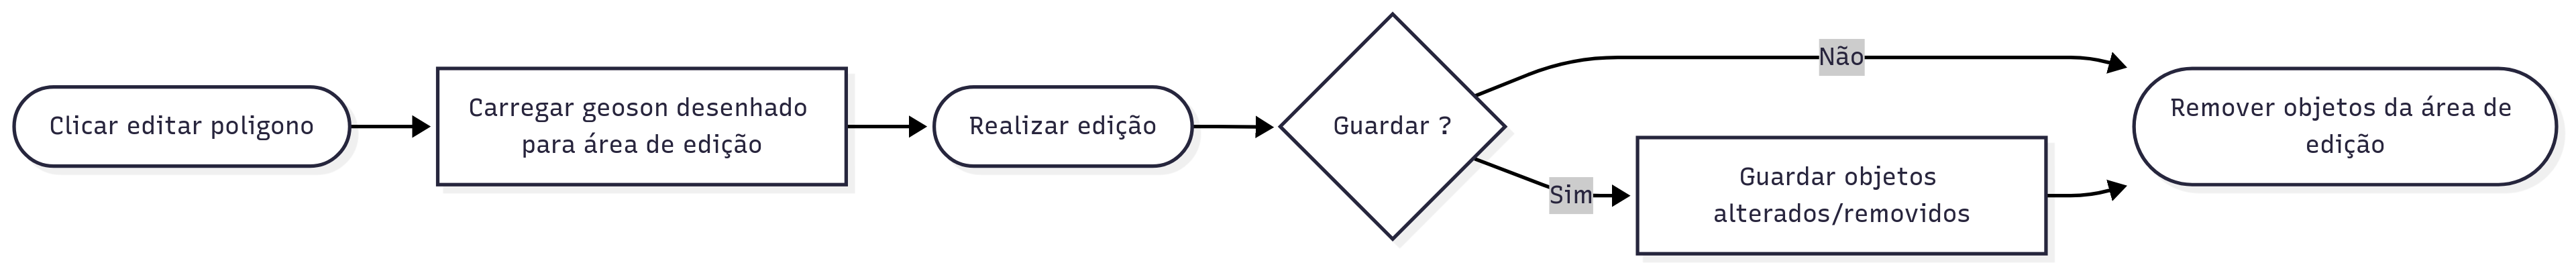 Clicar editar poligono
Carregar geoson desenhado
para área de edição
Realizar edição
Guardar ?
Não
Sim
Guardar objetos
alterados/removidos
Remover objetos da área de
edição